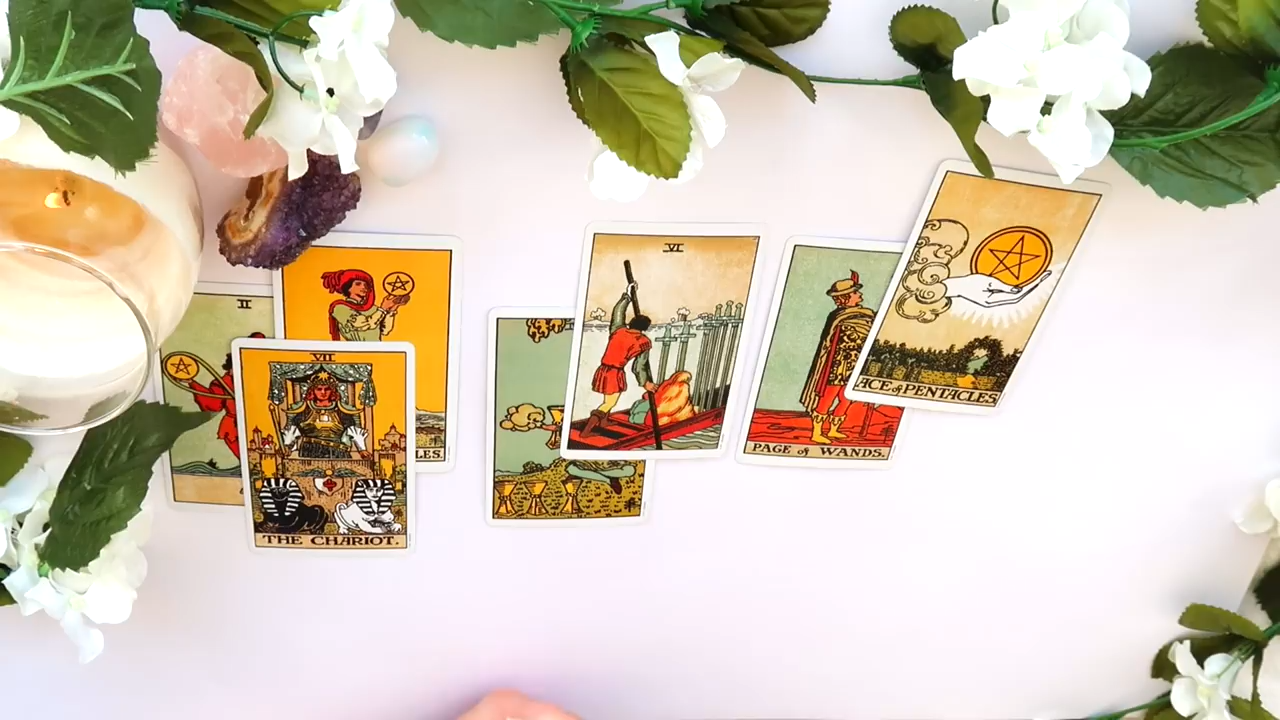 II
VII
THE CHARIOT.
LES.
VI
PAGE of WANDS.
ACE of PENTACLES